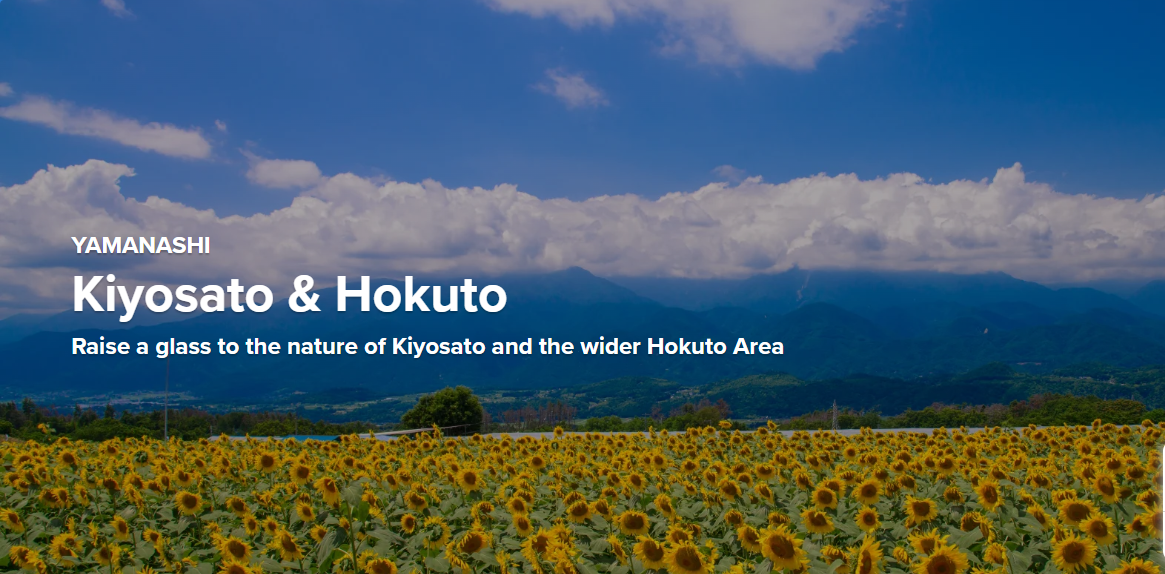 YAMANASHI
Kiyosato & Hokuto
Raise a glass to the nature of Kiyosato and the wider Hokuto Area